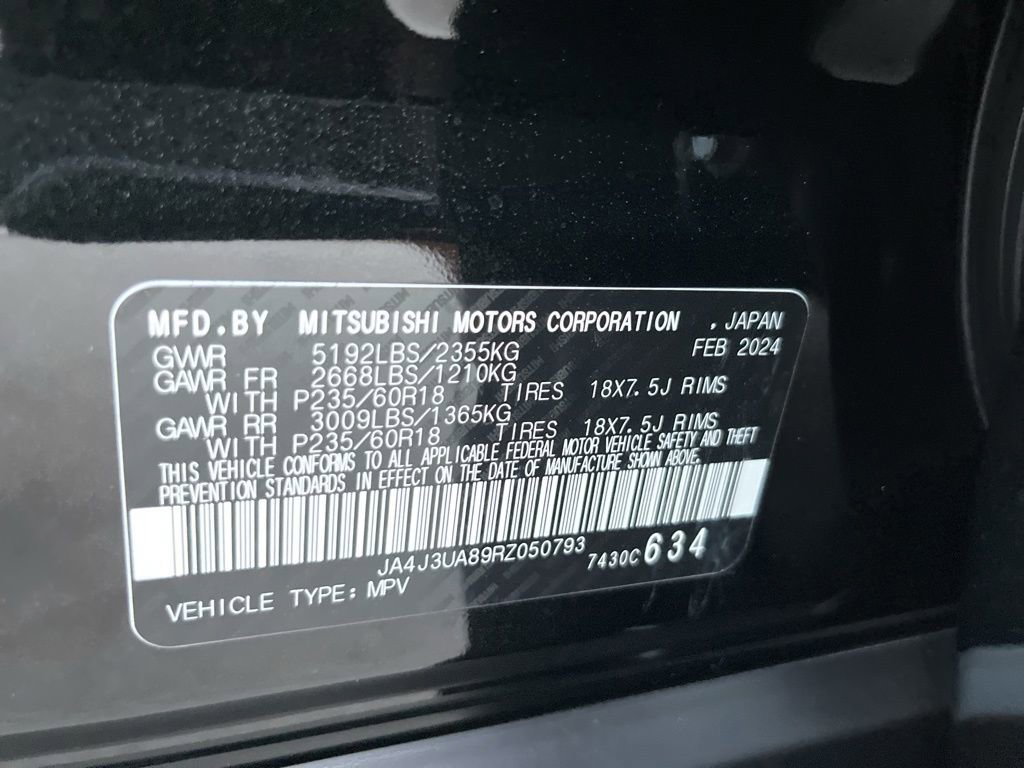 MFD.BY MITSUBISHI MOTORS CORPORATION . JAPAN
GVWR 5192LBS/2355KG FEB 2024
GAWR FR 2668LBS/1210KG
WITH P235/60R18 TIRES 18X7.5J RIMS
GAWR RR 3009LBS/1365KG
WITH P235/60R18 TIRES 18X7.5J RIMS
THIS VEHICLE CONFORMS TO ALL APPLICABLE FEDERAL MOTOR VEHICLE SAFETY AND THEFT
PREVENTION STANDARDS IN EFFECT ON THE DATE OF MANUFACTURE SHOWN ABOVE.
JA4J3UA89RZ050793 7430C 634
VEHICLE TYPE: MPV